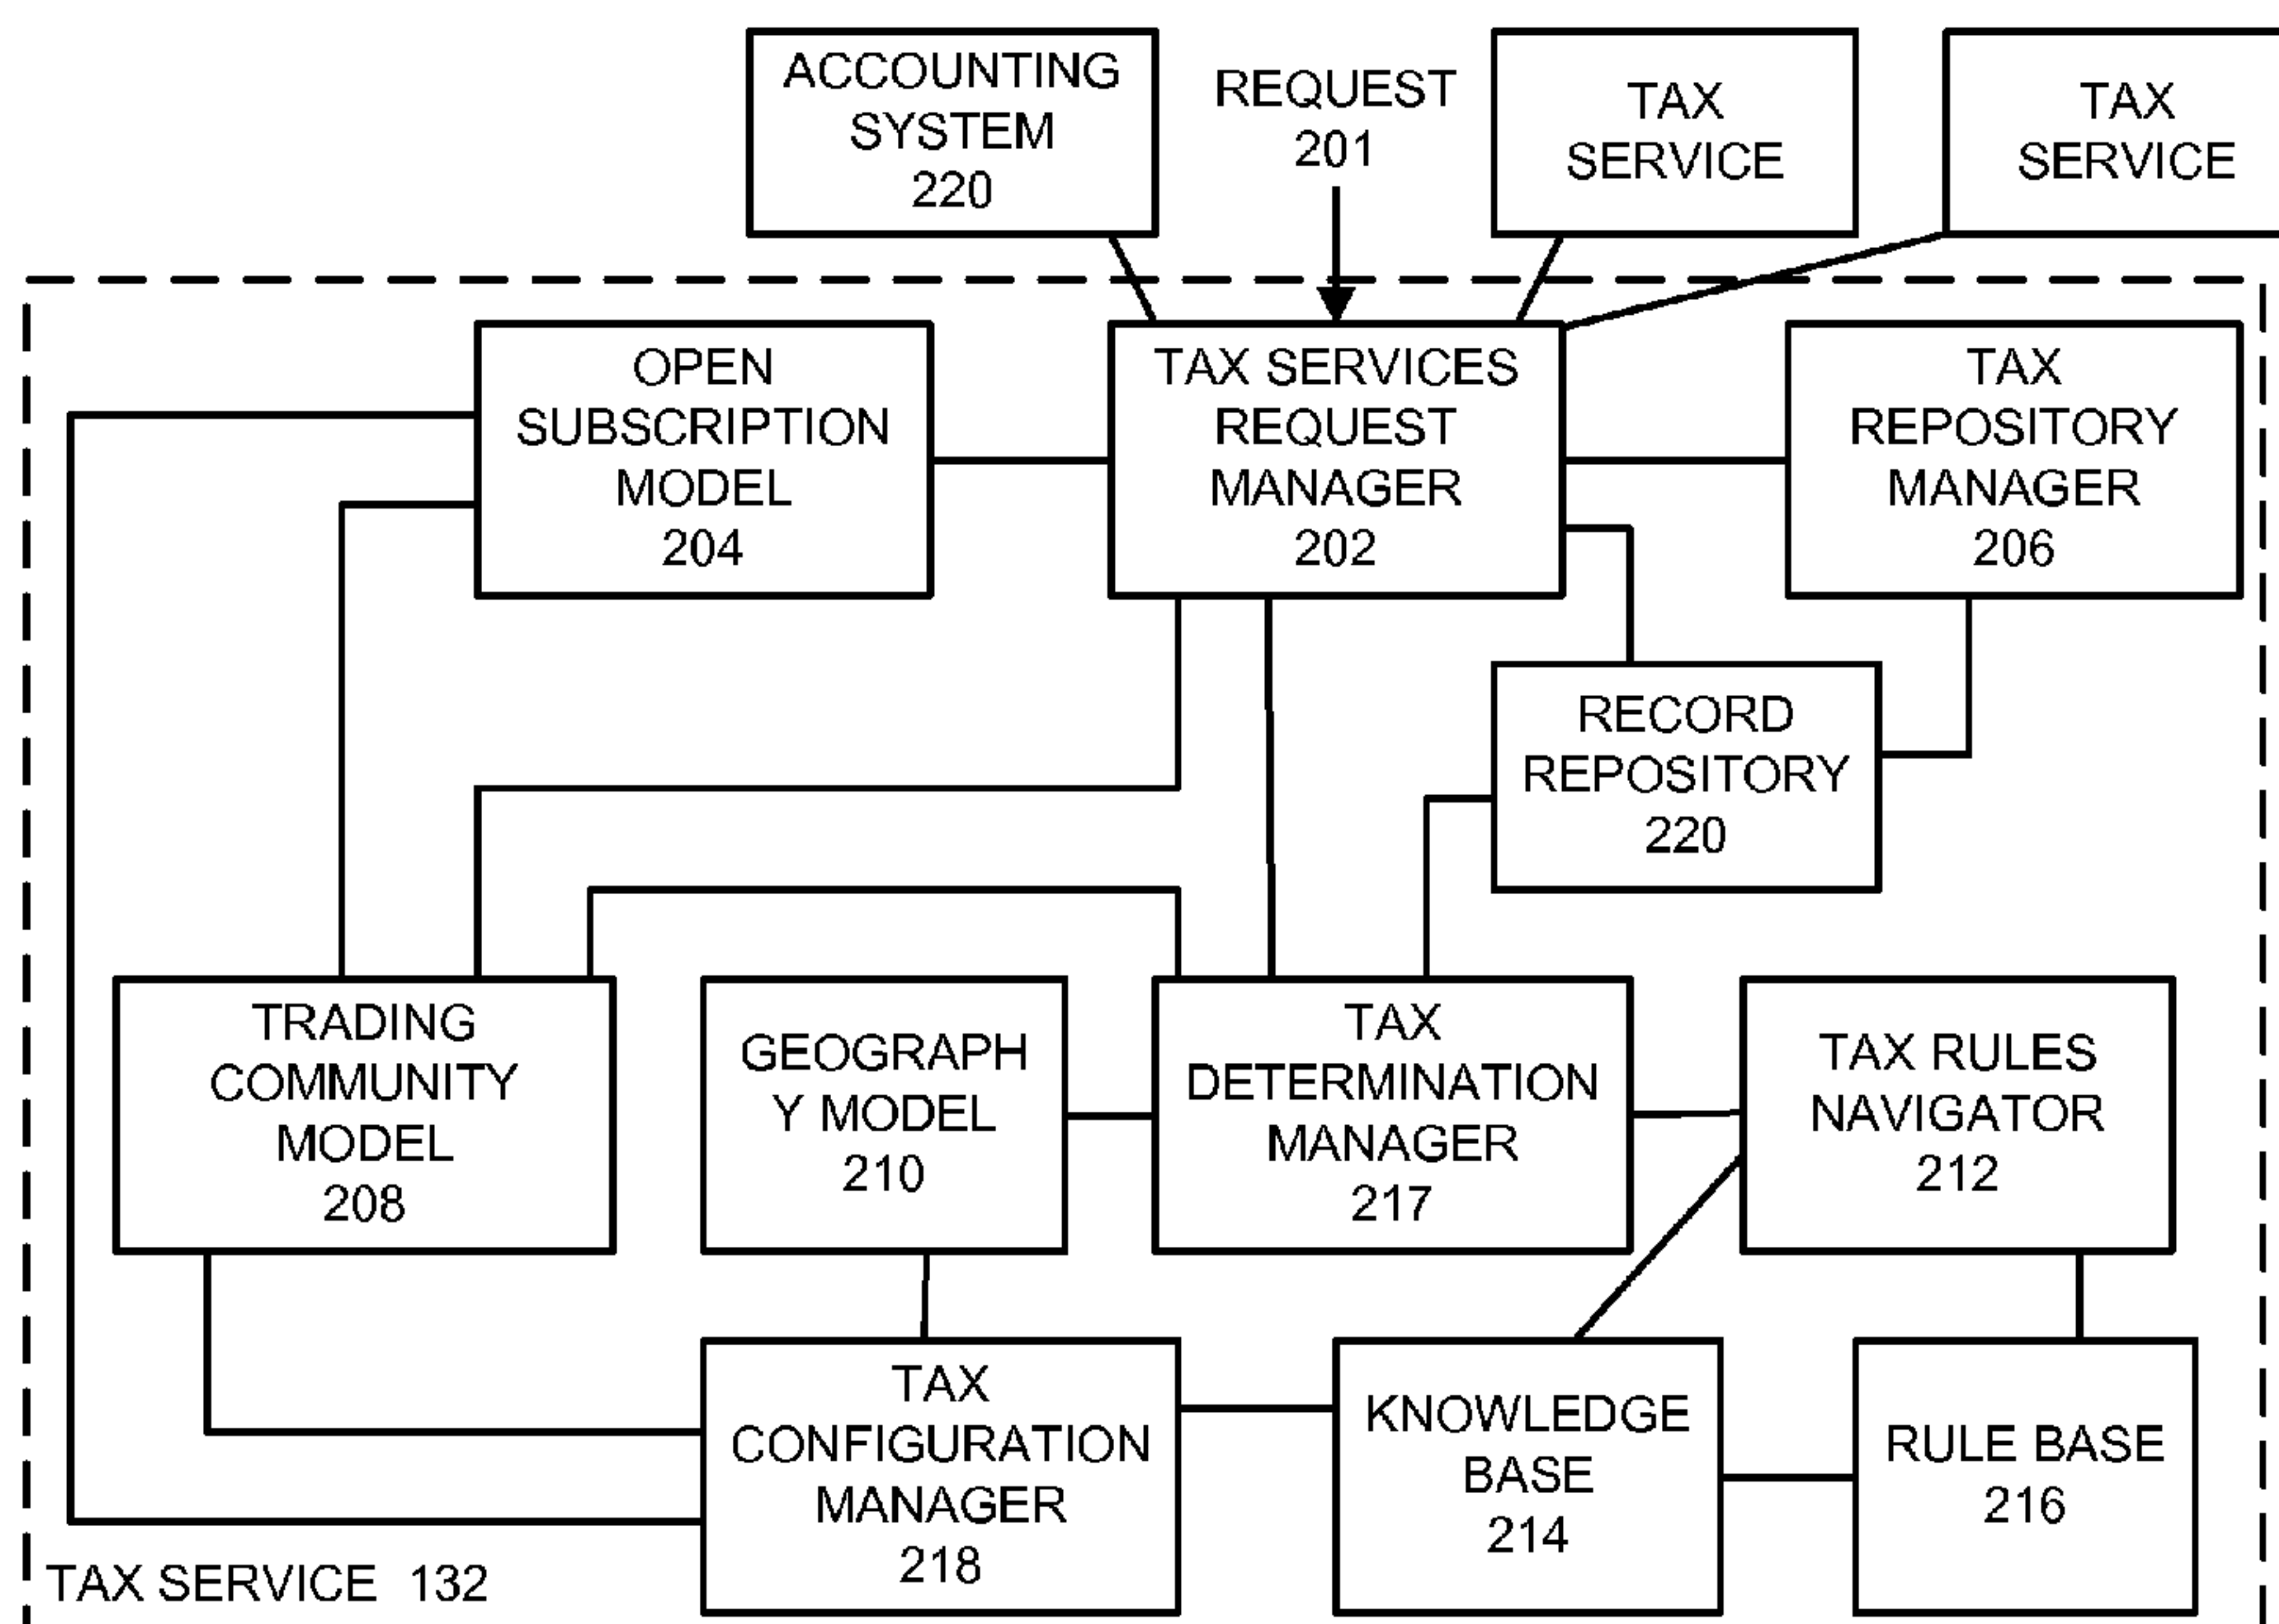 ACCOUNTING
SYSTEM
220
REQUEST
201
TAX
SERVICE
TAX
SERVICE
OPEN
SUBSCRIPTION
MODEL
204
TAX SERVICES
REQUEST
MANAGER
202
TAX
REPOSITORY
MANAGER
206
RECORD
REPOSITORY
220
TRADING
COMMUNITY
MODEL
208
GEOGRAPH
Y MODEL
210
TAX
DETERMINATION
MANAGER
217
TAX RULES
NAVIGATOR
212
TAX
CONFIGURATION
MANAGER
218
KNOWLEDGE
BASE
214
RULE BASE
216
TAX SERVICE 132